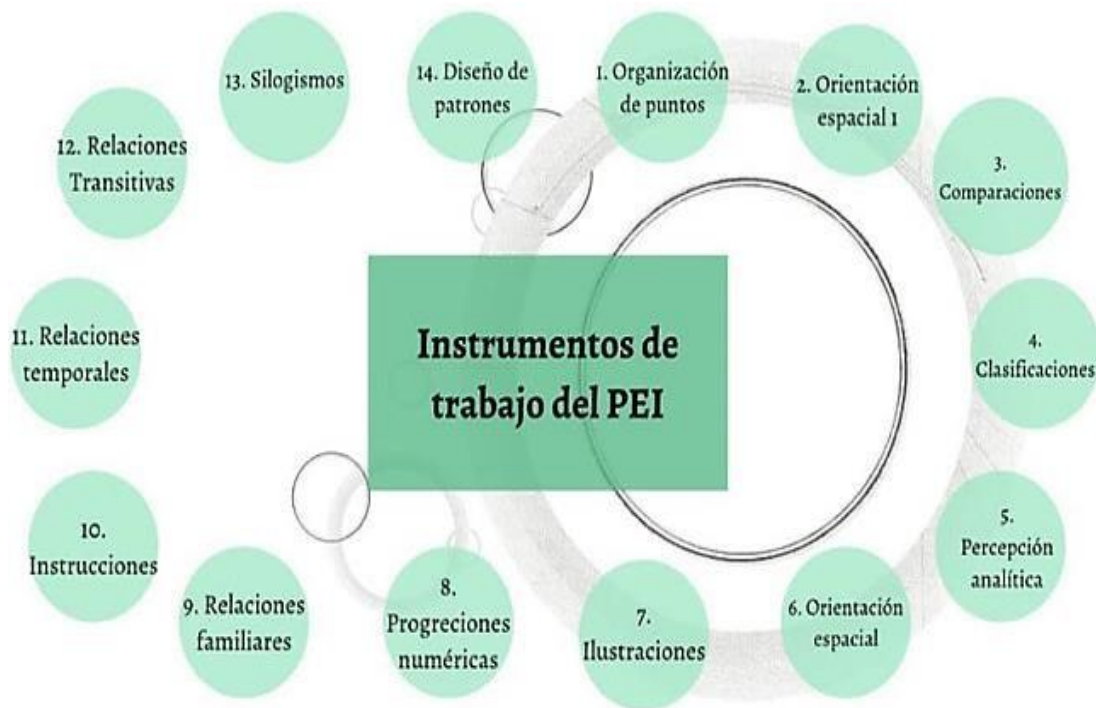 Instrumentos de
trabajo del PEI
1. Organización
de puntos
2. Orientación
espacial 1
3.
Comparaciones
4.
Clasificaciones
5.
Percepción
analítica
6. Orientación
espacial
7.
Ilustraciones
8.
Progreciones
numéricas
9. Relaciones
familiares
10.
Instrucciones
11. Relaciones
temporales
12. Relaciones
Transitivas
13. Silogismos
14. Diseño de
patrones